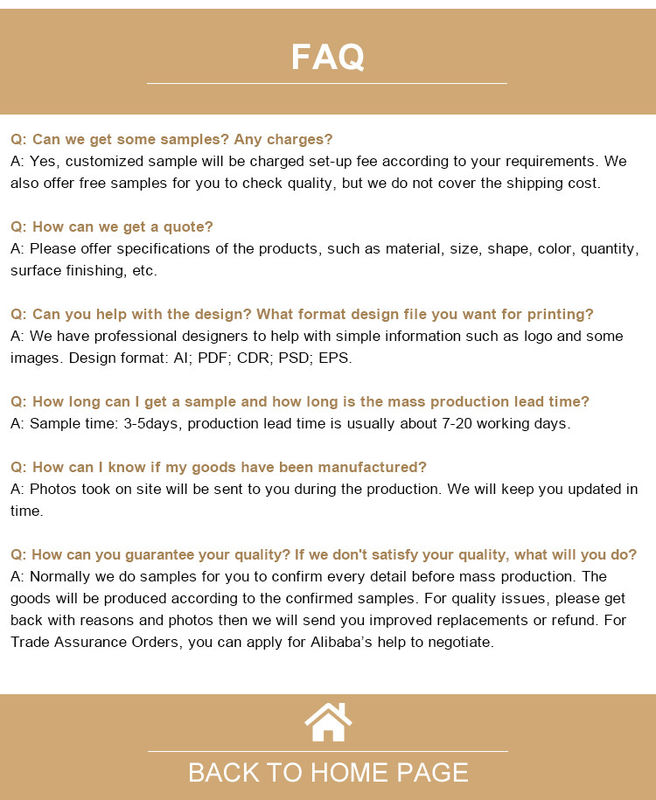 FAQ
Q: Can we get some samples? Any charges?
A: Yes, customized sample will be charged set-up fee according to your requirements. We
also offer free samples for you to check quality, but we do not cover the shipping cost.
Q: How can we get a quote?
A: Please offer specifications of the products, such as material, size, shape, color, quantity,
surface finishing, etc.
Q: Can you help with the design? What format design file you want for printing?
A: We have professional designers to help with simple information such as logo and some
images. Design format: AI; PDF; CDR; PSD; EPS.
Q: How long can I get a sample and how long is the mass production lead time?
A: Sample time: 3-5days, production lead time is usually about 7-20 working days.
Q: How can I know if my goods have been manufactured?
A: Photos took on site will be sent to you during the production. We will keep you updated in
time.
Q: How can you guarantee your quality? If we don't satisfy your quality, what will you do?
A: Normally we do samples for you to confirm every detail before mass production. The
goods will be produced according to the confirmed samples. For quality issues, please get
back with reasons and photos then we will send you improved replacements or refund. For
Trade Assurance Orders, you can apply for Alibaba’s help to negotiate.
BACK TO HOME PAGE